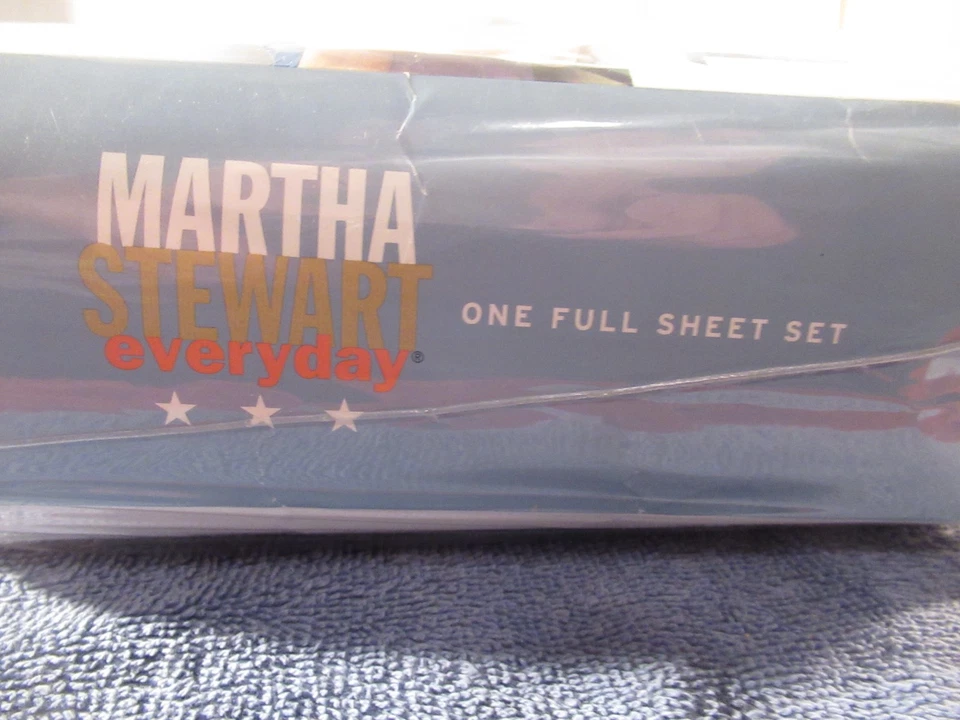 MARTHA
STEWART
everyday®
ONE FULL SHEET SET